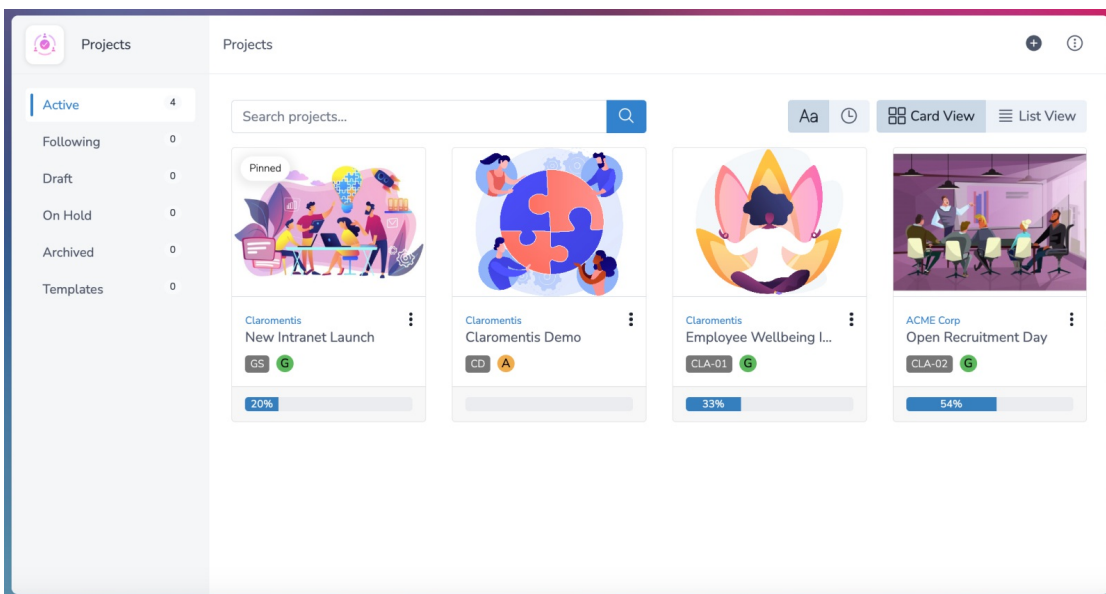 Projects
Projects
Active 4
Following 0
Draft 0
On Hold 0
Archived 0
Templates 0
Search projects...
Aa
Card View
List View
Pinned
Claromentis
New Intranet Launch
GS G
20%
Claromentis
Claromentis Demo
CD A
Claromentis
Employee Wellbeing I...
CLA-01 G
33%
ACME Corp
Open Recruitment Day
CLA-02 G
54%